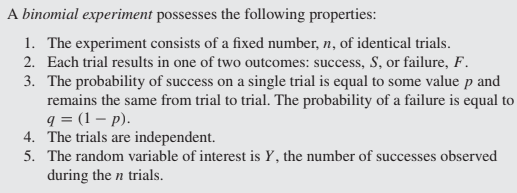 A binomial experiment possesses the following properties:
1. The experiment consists of a fixed number, n, of identical trials.
2. Each trial results in one of two outcomes: success, S, or failure, F.
3. The probability of success on a single trial is equal to some value p and
remains the same from trial to trial. The probability of a failure is equal to
q = (1 − p).
4. The trials are independent.
5. The random variable of interest is Y, the number of successes observed
during the n trials.